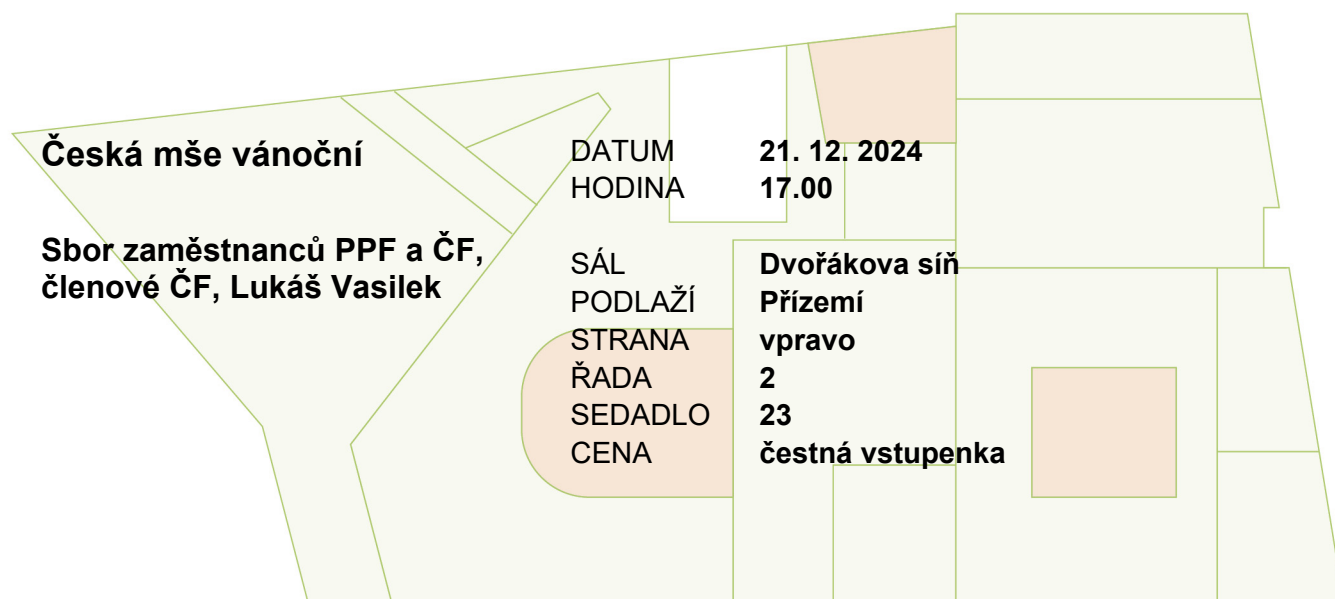 Česká mše vánoční
Sbor zaměstnanců PPF a ČF,
členové ČF, Lukáš Vasilek
DATUM 21. 12. 2024
HODINA 17.00
SÁL Dvořákova síň
PODLAŽÍ Přízemí
STRANA vpravo
ŘADA 2
SEDADLO 23
CENA čestná vstupenka